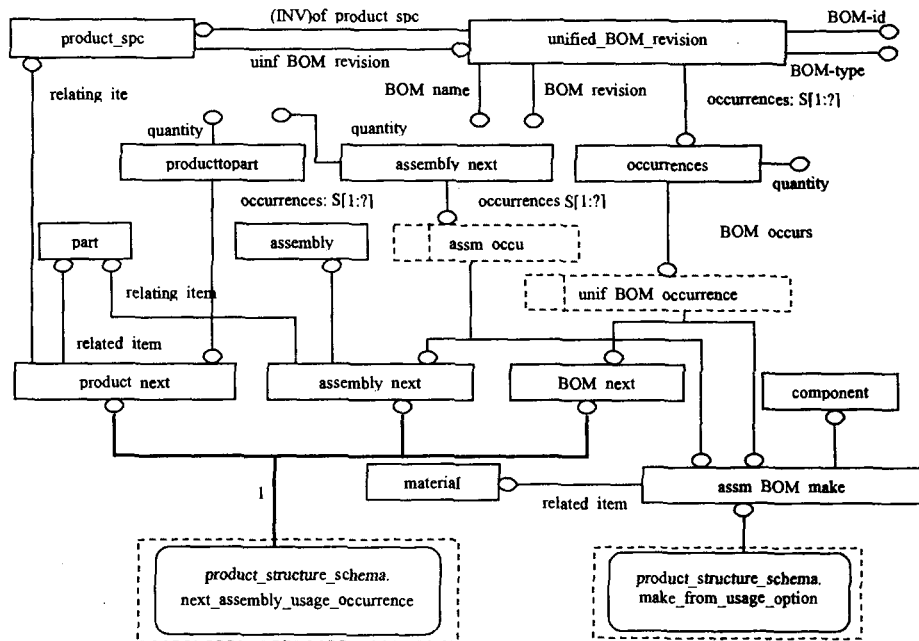 (INV)of product spc
BOM-id
product_spc
unified_BOM_revision
uinf BOM revision
BOM-type
relating ite
BOM name
BOM revision
occurrences: S[1:?]
quantity
quantity
producttopart
assembly next
occurrences
quantity
occurrences: S[1:?]
occurrences S[1:?]
part
assembly
assm occu
BOM occurs
unif BOM occurrence
relating item
related item
product next
assembly next
BOM next
component
material
assm BOM make
1
related item
product_structure_schema.
next_assembly_usage_occurrence
product_structure_schema.
make_from_usage_option